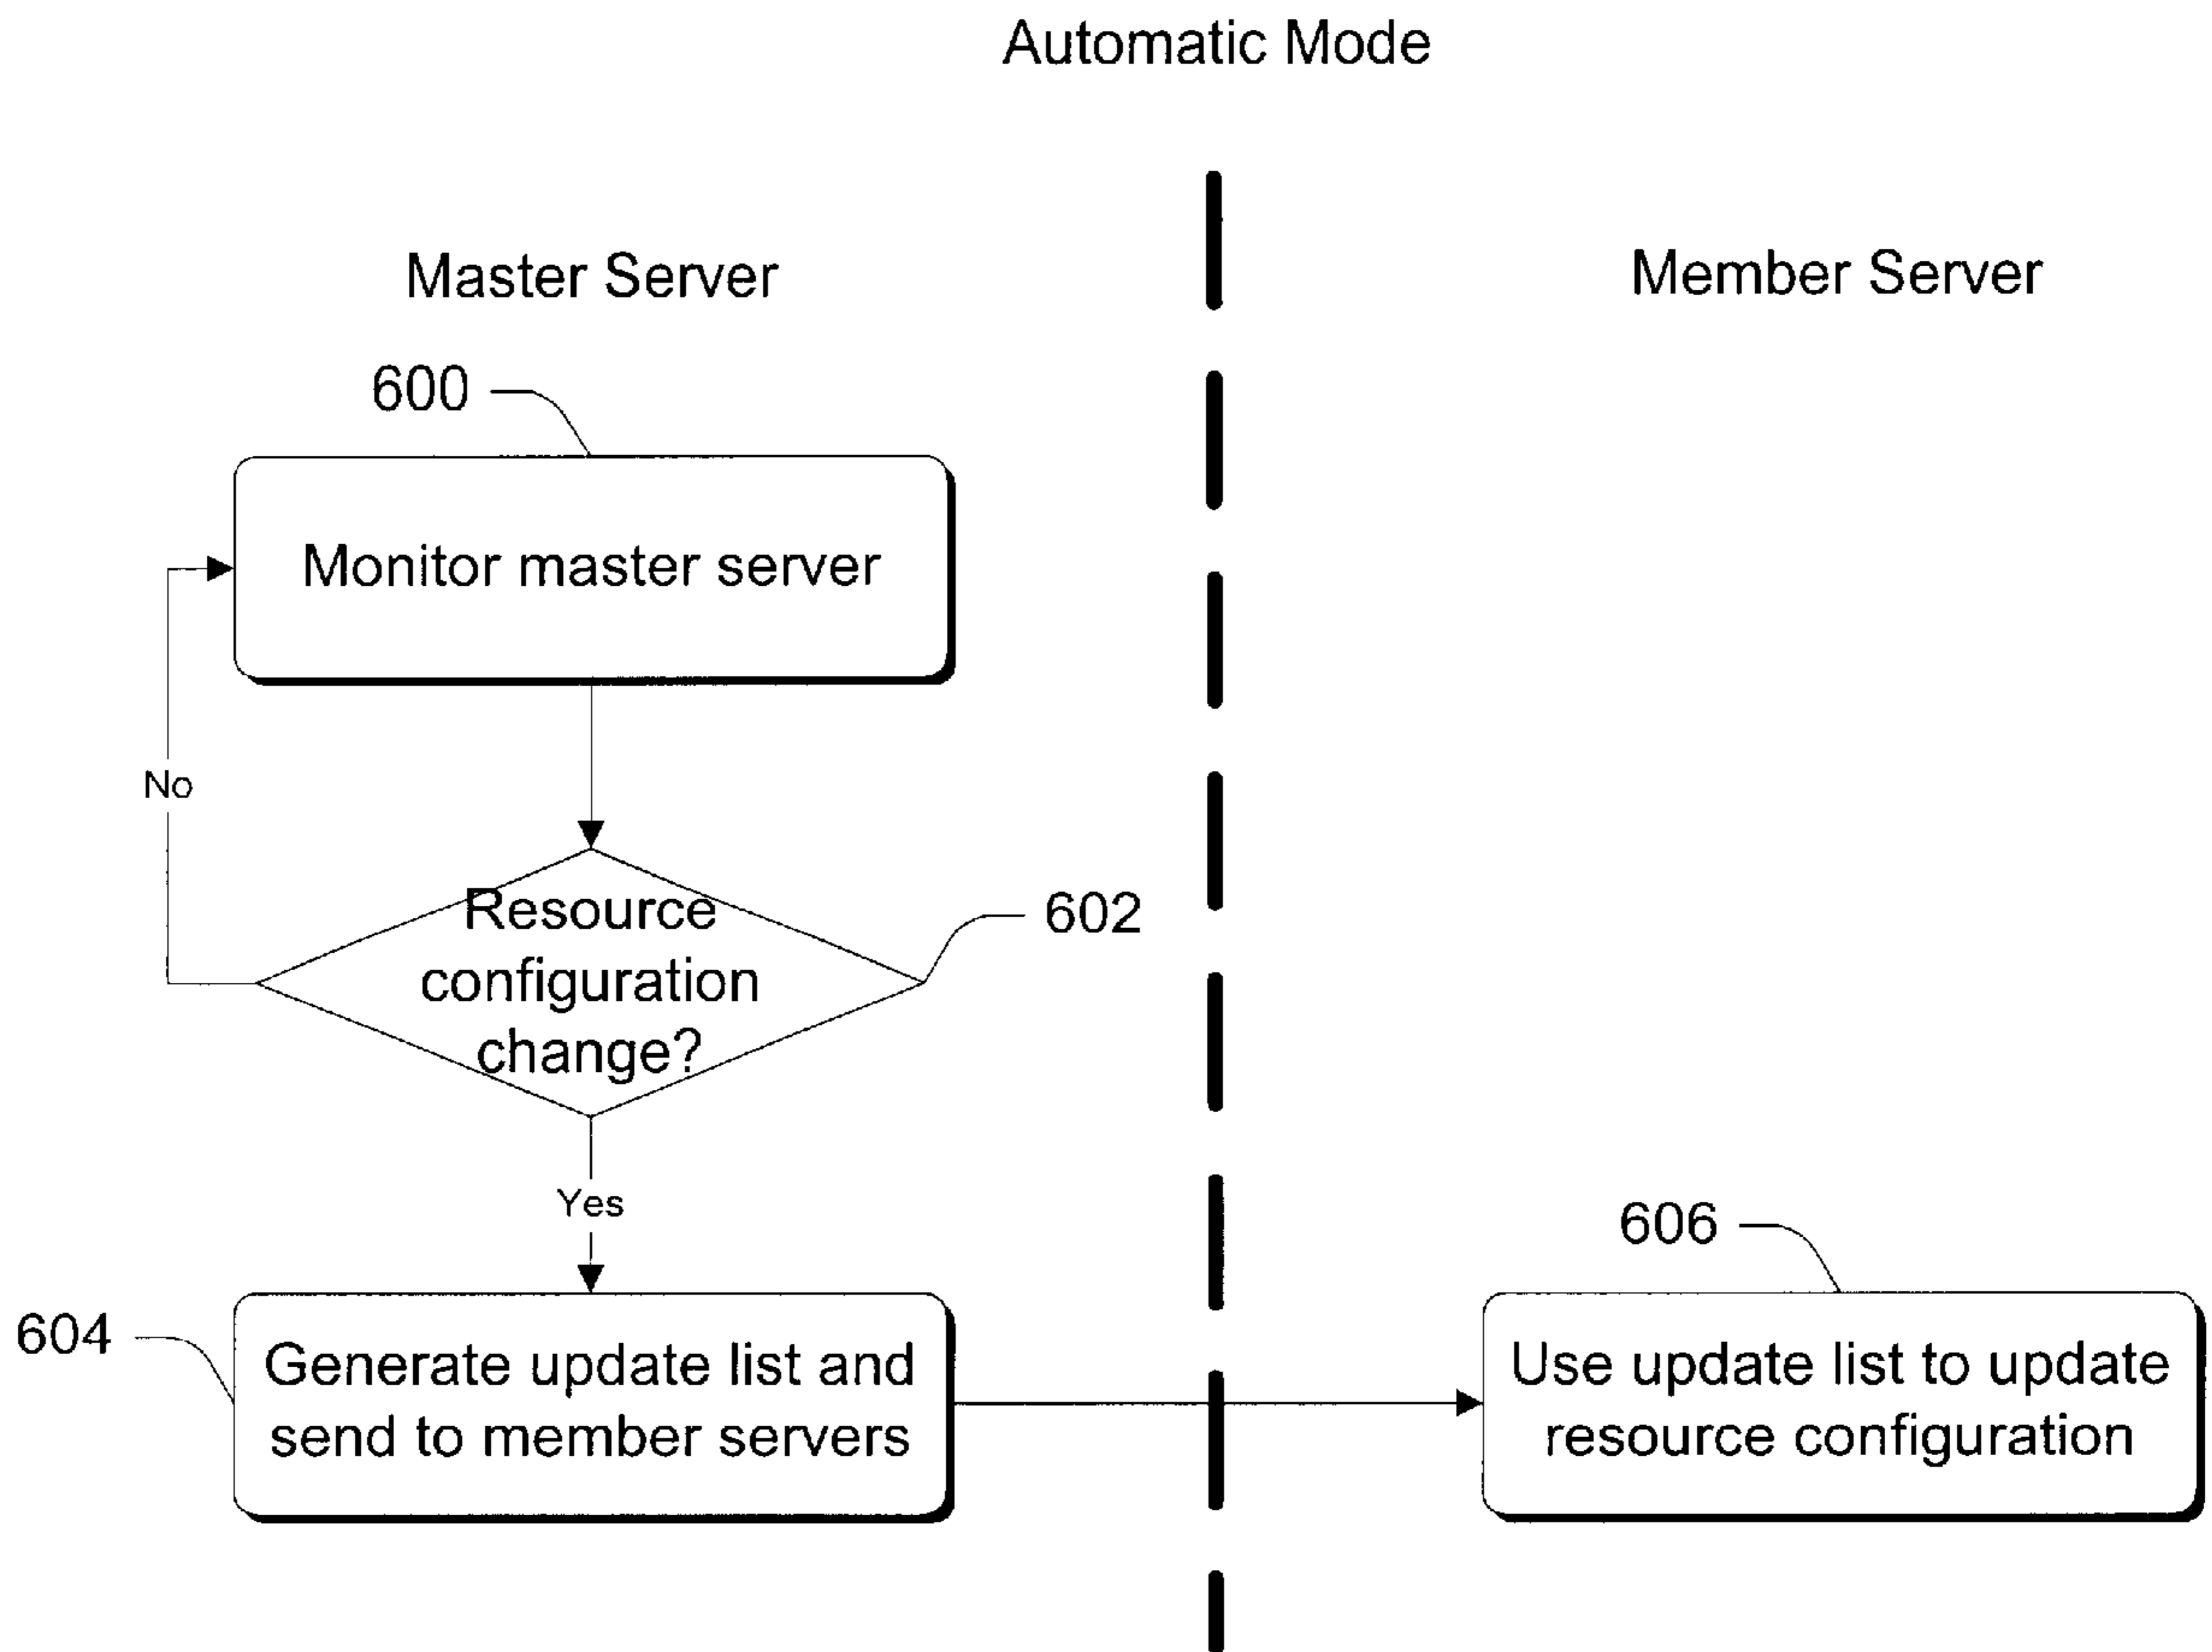 Automatic Mode
Master Server
Member Server
600
Monitor master server
No
Resource
configuration
change?
602
Yes
604
Generate update list and
send to member servers
606
Use update list to update
resource configuration